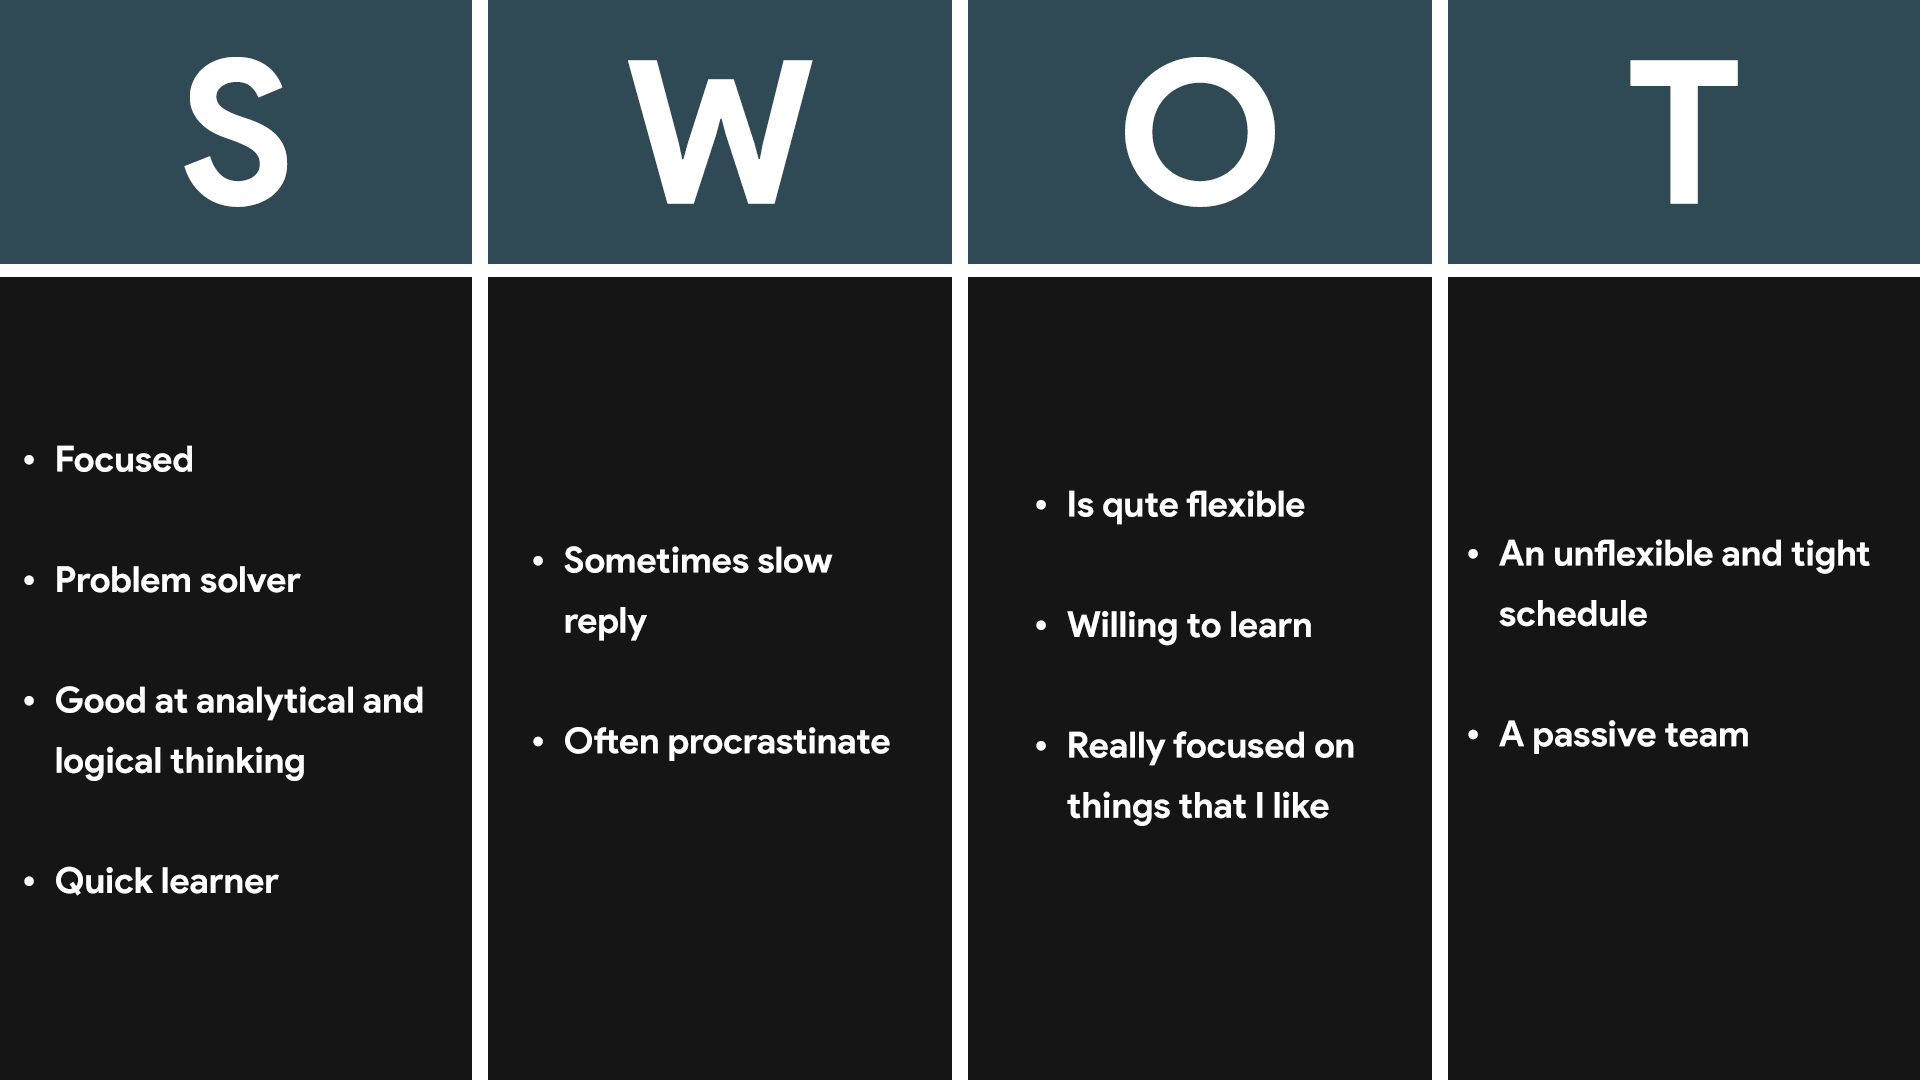 S
W
O
T
• Focused
• Problem solver
• Good at analytical and
logical thinking
• Quick learner
• Sometimes slow
reply
• Often procrastinate
• Is qute flexible
• Willing to learn
• Really focused on
things that I like
• An unflexible and tight
schedule
• A passive team